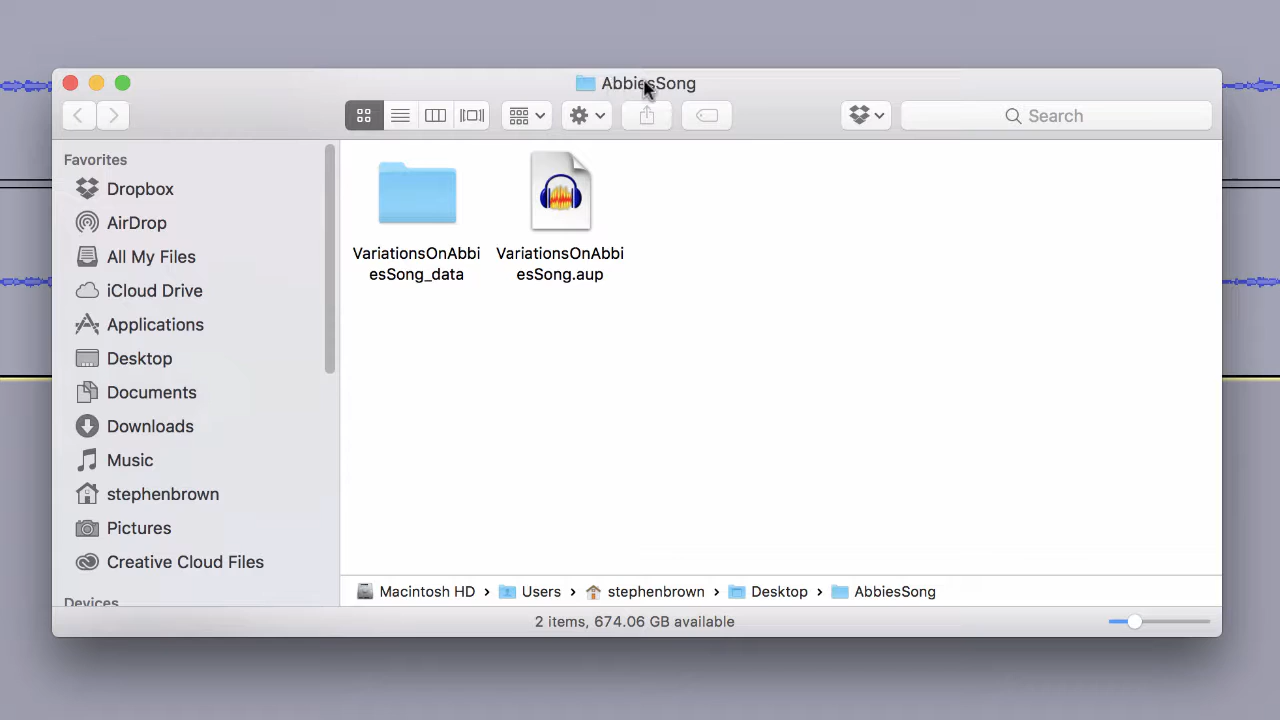 AbbiesSong
Search
Favorites
Dropbox
AirDrop
All My Files
iCloud Drive
Applications
Desktop
Documents
Downloads
Music
stephenbrown
Pictures
Creative Cloud Files
Devices
VariationsOnAbbi
esSong_data
VariationsOnAbbi
esSong.aup
Macintosh HD › Users › stephenbrown › Desktop › AbbiesSong
2 items, 674.06 GB available